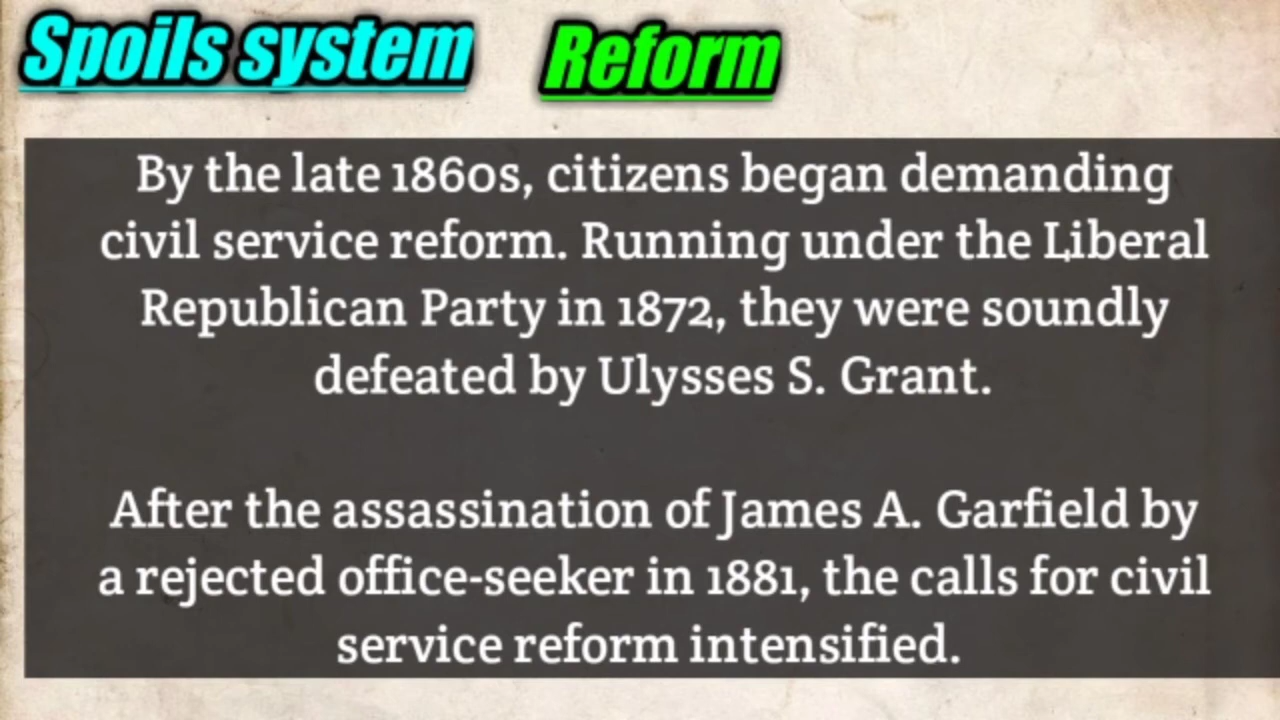 Spoils system Reform
By the late 1860s, citizens began demanding
civil service reform. Running under the Liberal
Republican Party in 1872, they were soundly
defeated by Ulysses S. Grant.
After the assassination of James A. Garfield by
a rejected office-seeker in 1881, the calls for civil
service reform intensified.